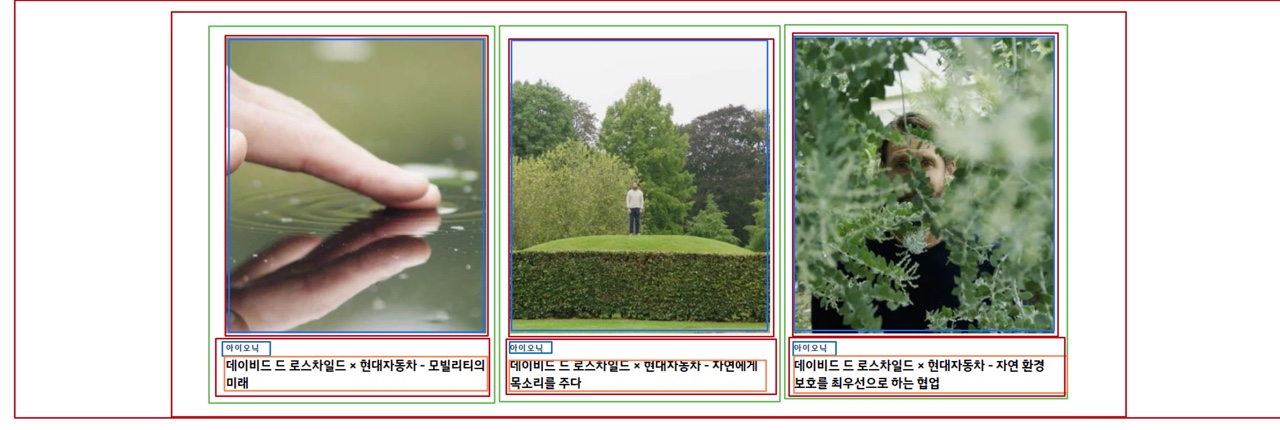 아이오닉
데이비드 드 로스차일드 × 현대자동차 - 모빌리티의
미래
아이오닉
데이비드 드 로스차일드 × 현대자동차 - 자연에게
목소리를 주다
아이오닉
데이비드 드 로스차일드 × 현대자동차 - 자연 환경
보호를 최우선으로 하는 협업